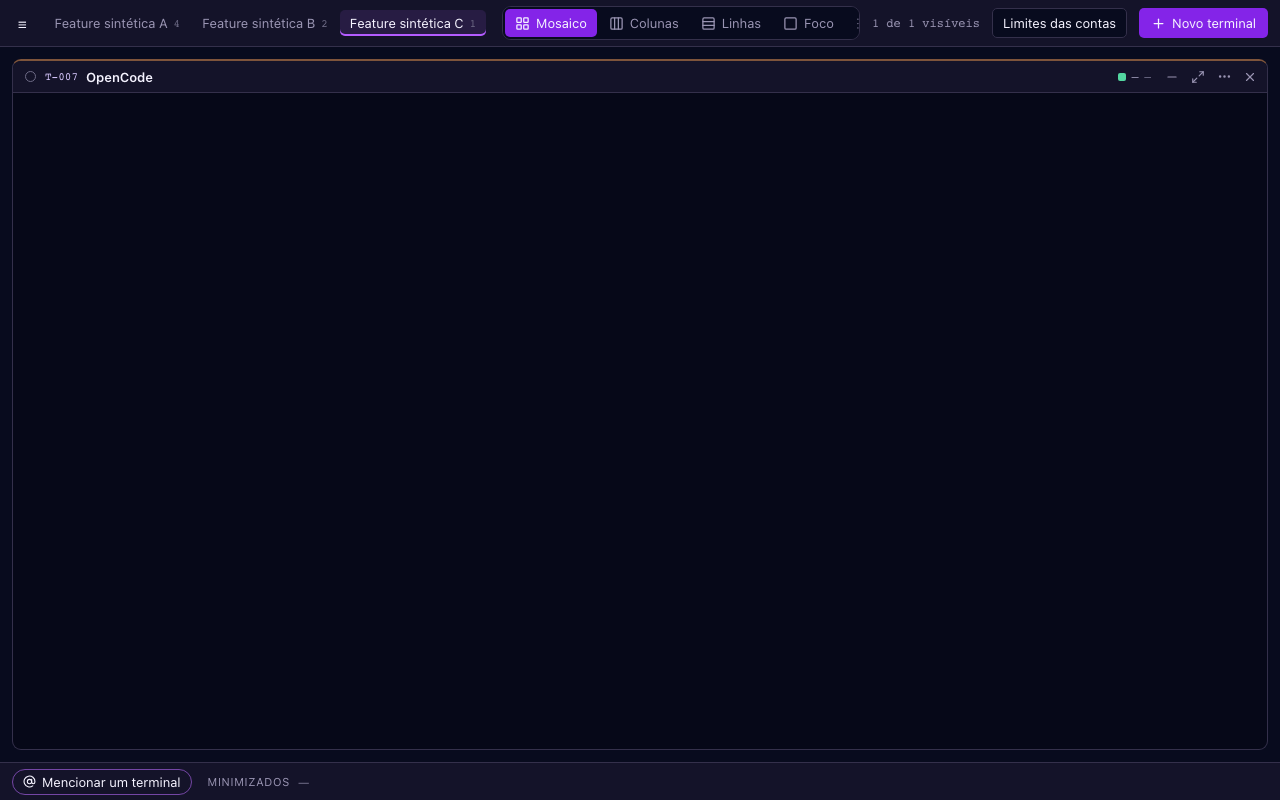 Feature sintética A 4 Feature sintética B 2 Feature sintética C 1 Mosaico Colunas Linhas Foco 1 de 1 visíveis Limites das contas + Novo terminal
T-007 OpenCode — —
@ Mencionar um terminal MINIMIZADOS —